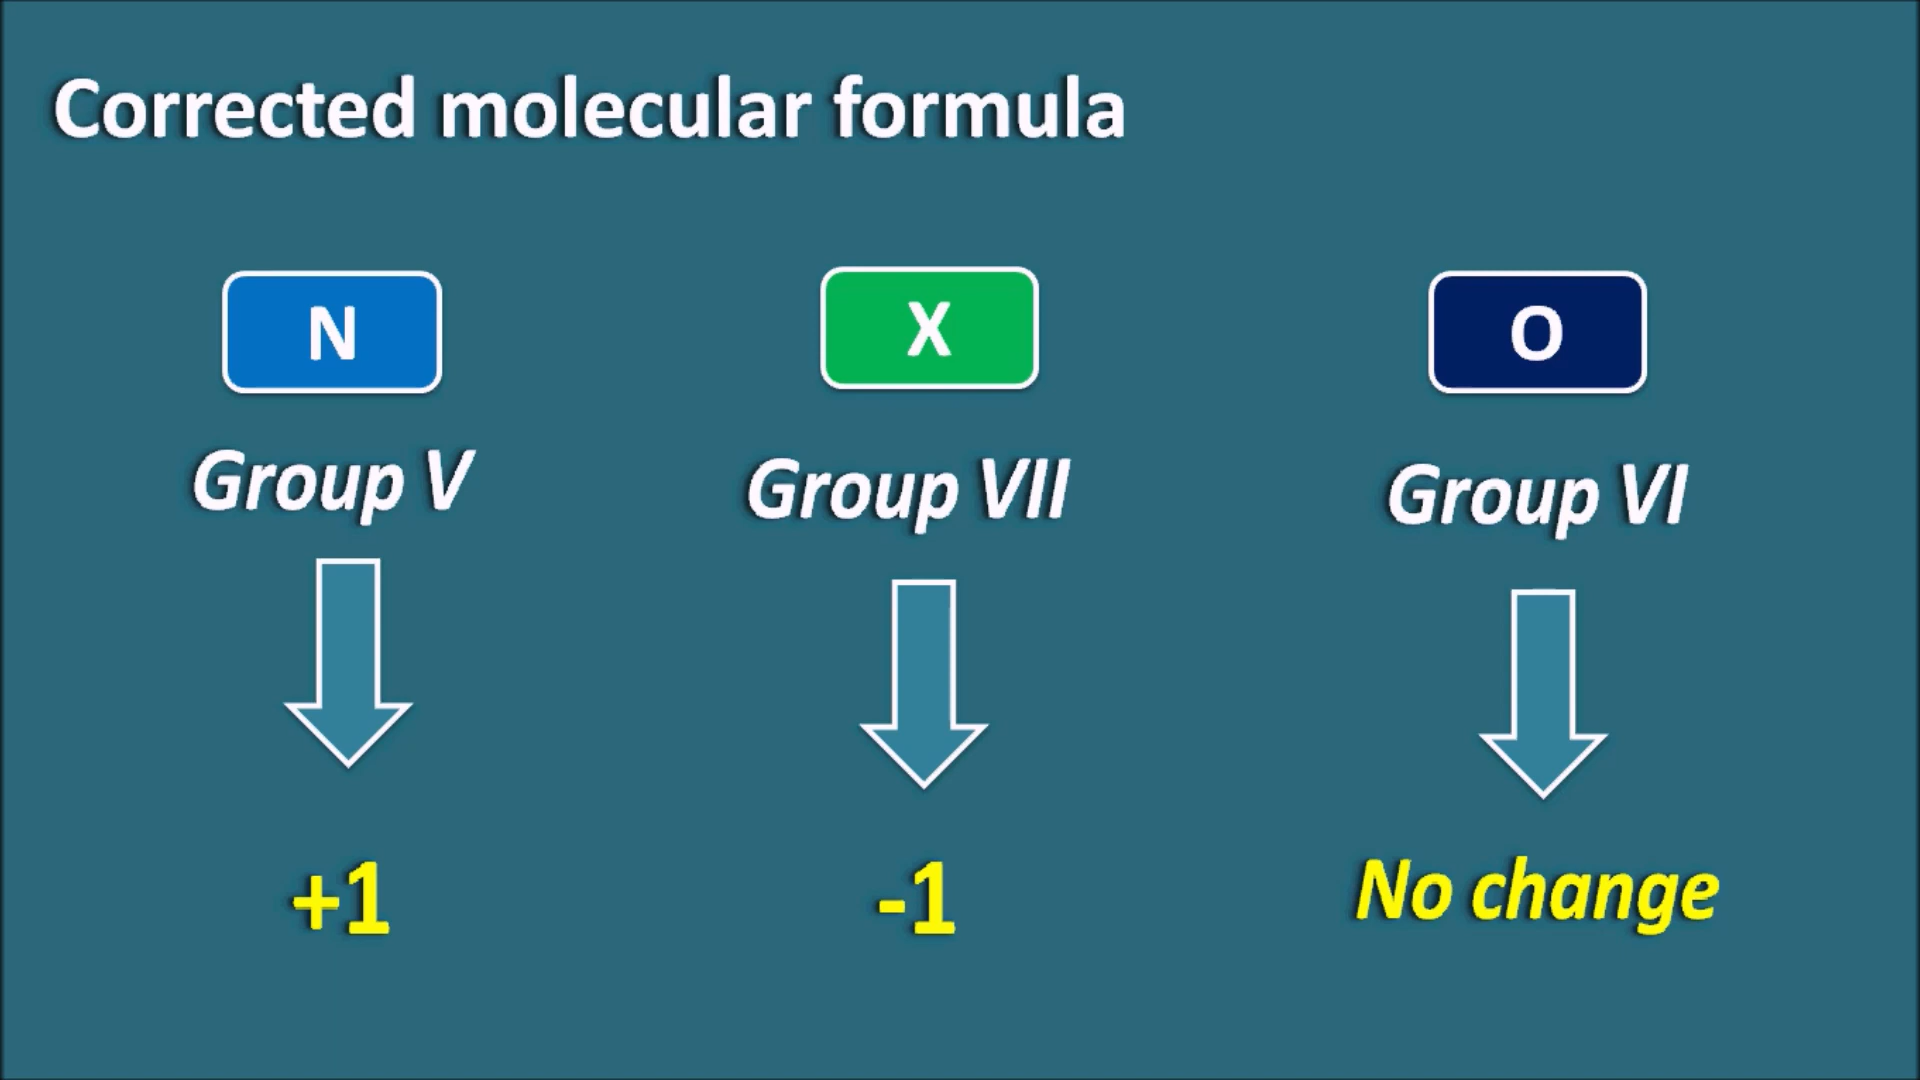 Corrected molecular formula
N
X
O
Group V
Group VII
Group VI
+1
-1
No change